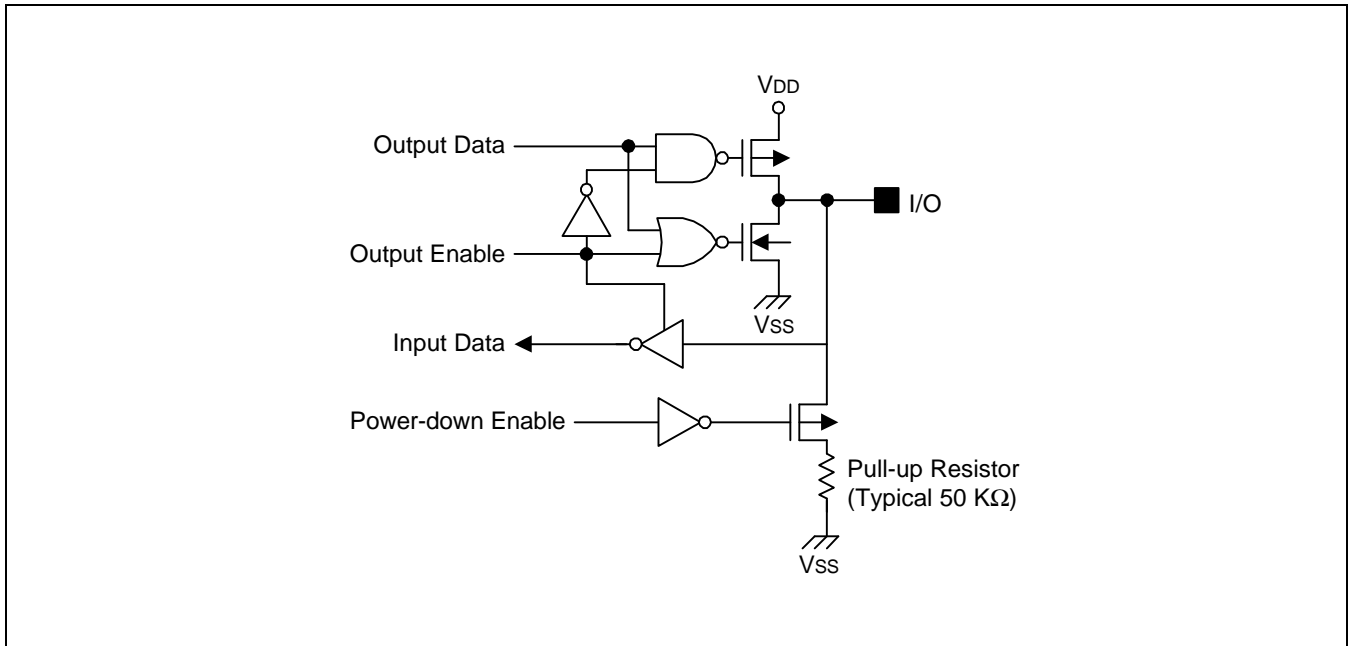 VDD
Output Data
I/O
Output Enable
VSS
Input Data
Power-down Enable
Pull-up Resistor
(Typical 50 KΩ)
VSS